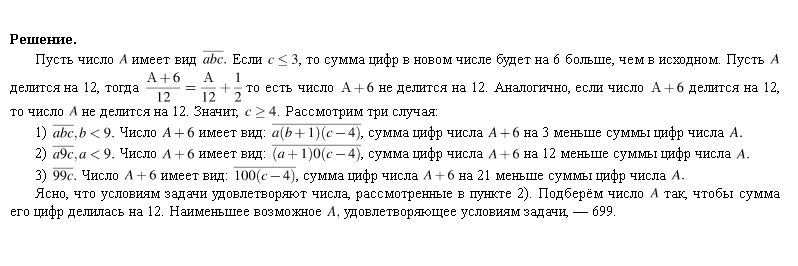 Решение.
Пусть число A имеет вид \overline{abc}. Если c ≤ 3, то сумма цифр в новом числе будет на 6 больше, чем в исходном. Пусть A
делится на 12, тогда \frac{A+6}{12} = \frac{A}{12} + \frac{1}{2} то есть число A + 6 не делится на 12. Аналогично, если число A + 6 делится на 12,
то число A не делится на 12. Значит, c ≥ 4. Рассмотрим три случая:
1) \overline{abc}, b < 9. Число A + 6 имеет вид: \overline{a(b+1)(c−4)}, сумма цифр числа A + 6 на 3 меньше суммы цифр числа A.
2) \overline{a9c}, a < 9. Число A + 6 имеет вид: \overline{(a+1)0(c−4)}, сумма цифр числа A + 6 на 12 меньше суммы цифр числа A.
3) \overline{99c}. Число A + 6 имеет вид: \overline{100(c−4)}, сумма цифр числа A + 6 на 21 меньше суммы цифр числа A.
Ясно, что условиям задачи удовлетворяют числа, рассмотренные в пункте 2). Подберём число A так, чтобы сумма
его цифр делилась на 12. Наименьшее возможное A, удовлетворяющее условиям задачи, — 699.